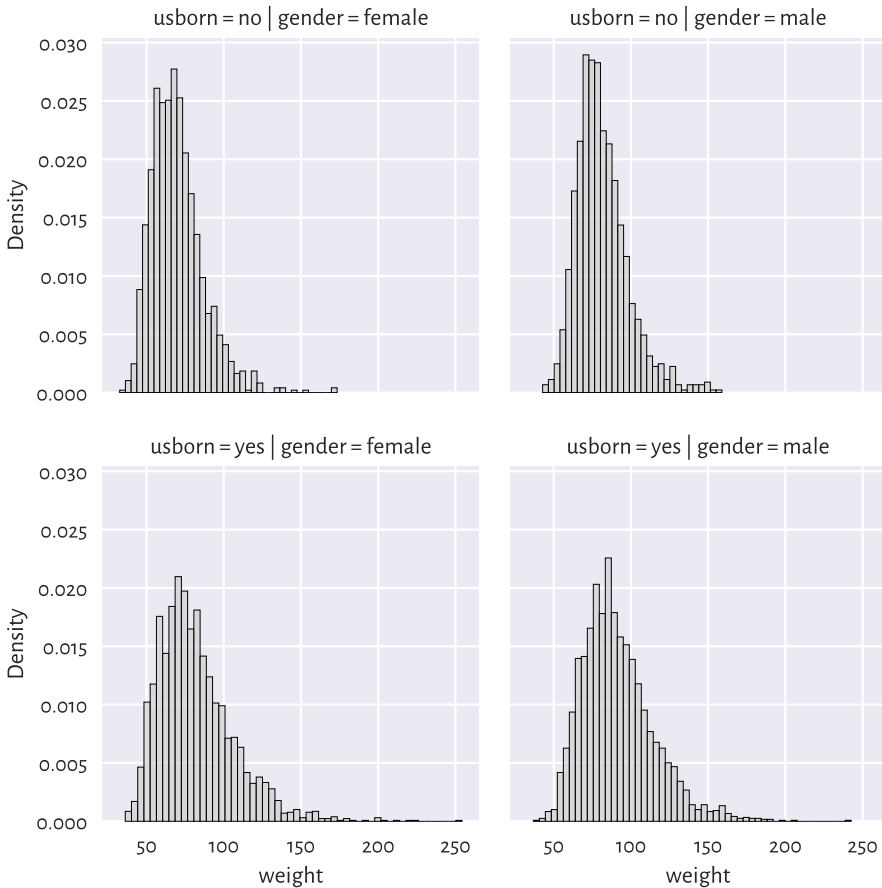 usborn = no | gender = female
usborn = no | gender = male
0.030
0.025
0.020
0.015
0.010
0.005
0.000
Density
usborn = yes | gender = female
usborn = yes | gender = male
0.030
0.025
0.020
0.015
0.010
0.005
0.000
Density
50 100 150 200 250
50 100 150 200 250
weight
weight